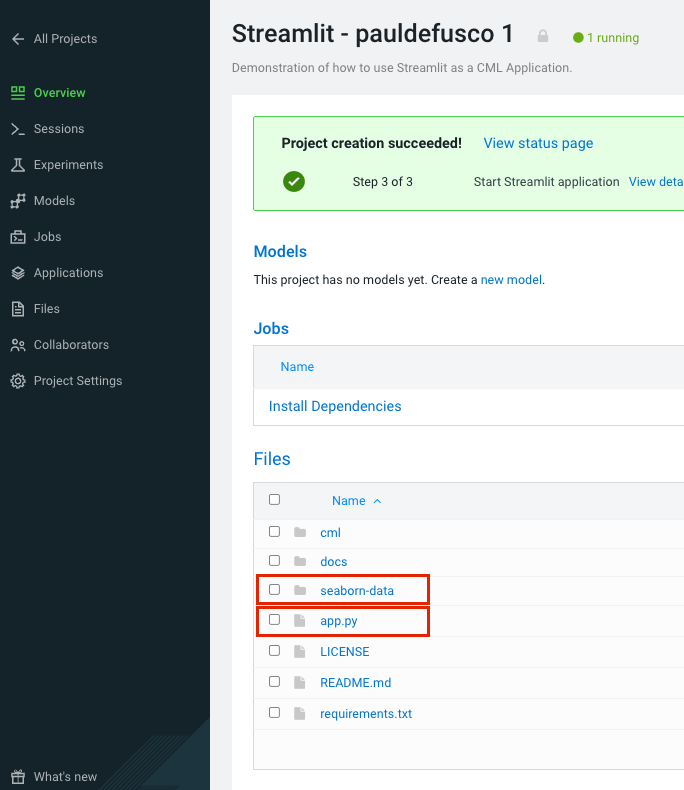 All Projects
Overview
Sessions
Experiments
Models
Jobs
Applications
Files
Collaborators
Project Settings
What's new
Streamlit - pauldefusco 1
1 running
Demonstration of how to use Streamlit as a CML Application.
Project creation succeeded! View status page
Step 3 of 3 Start Streamlit application View deta
Models
This project has no models yet. Create a new model.
Jobs
Name
Install Dependencies
Files
Name
cml
docs
seaborn-data
app.py
LICENSE
README.md
requirements.txt